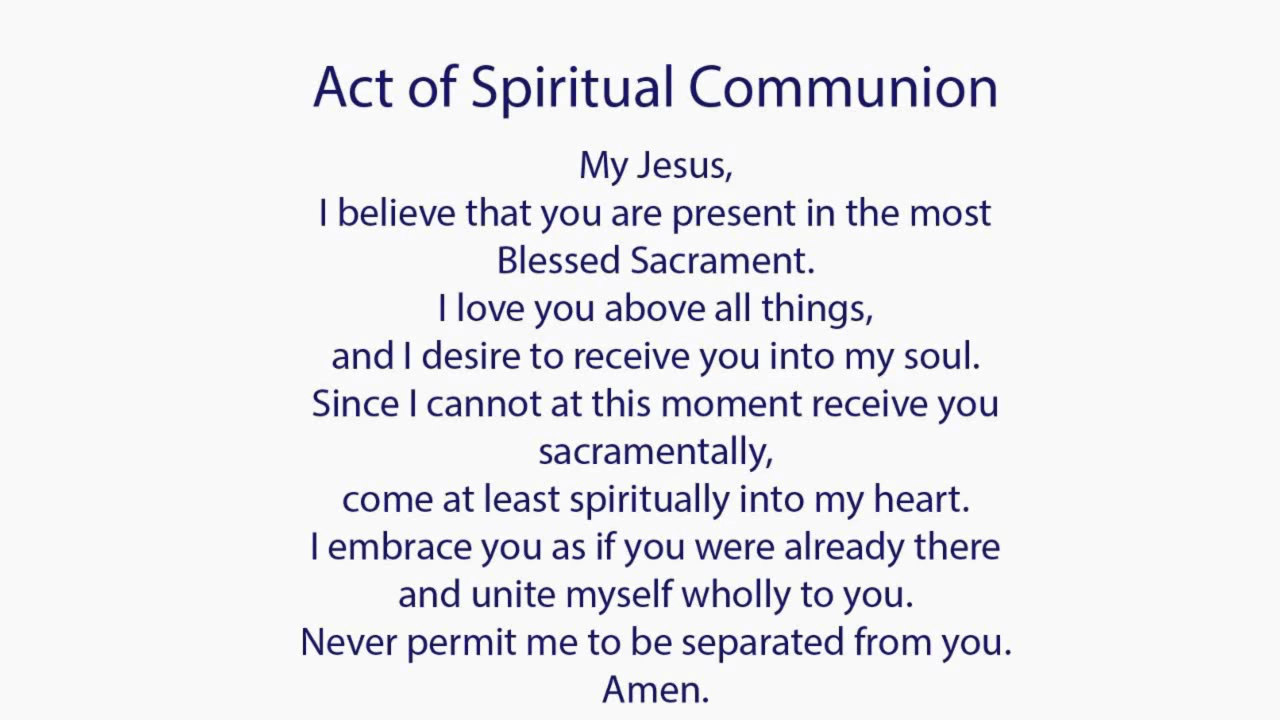 Act of Spiritual Communion
My Jesus,
I believe that you are present in the most
Blessed Sacrament.
I love you above all things,
and I desire to receive you into my soul.
Since I cannot at this moment receive you
sacramentally,
come at least spiritually into my heart.
I embrace you as if you were already there
and unite myself wholly to you.
Never permit me to be separated from you.
Amen.